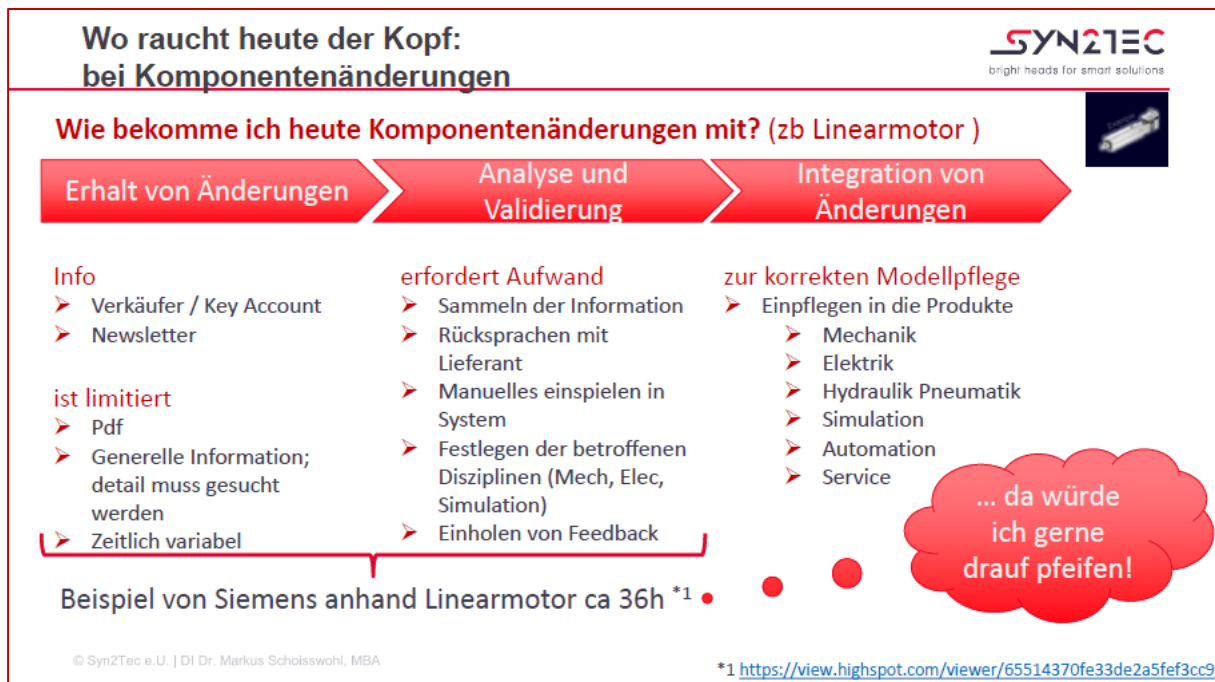 Wo raucht heute der Kopf:
bei Komponentenänderungen
SYN2TEC
bright heads for smart solutions
Wie bekomme ich heute Komponentenänderungen mit? (zb Linearmotor )
Erhalt von Änderungen
Analyse und
Validierung
Integration von
Änderungen
Info
➤ Verkäufer / Key Account
➤ Newsletter
ist limitiert
➤ Pdf
➤ Generelle Information;
detail muss gesucht
werden
➤ Zeitlich variabel
erfordert Aufwand
➤ Sammeln der Information
➤ Rücksprachen mit
Lieferant
➤ Manuelles einspielen in
System
➤ Festlegen der betroffenen
Disziplinen (Mech, Elec,
Simulation)
➤ Einholen von Feedback
zur korrekten Modellpflege
➤ Einpflegen in die Produkte
➤ Mechanik
➤ Elektrik
➤ Hydraulik Pneumatik
➤ Simulation
➤ Automation
➤ Service
... da würde
ich gerne
drauf pfeifen!
Beispiel von Siemens anhand Linearmotor ca 36h *1
© Syn2Tec e.U. | DI Dr. Markus Schoisswohl, MBA
*1 https://view.highspot.com/viewer/65514370fe33de2a5fef3cc9